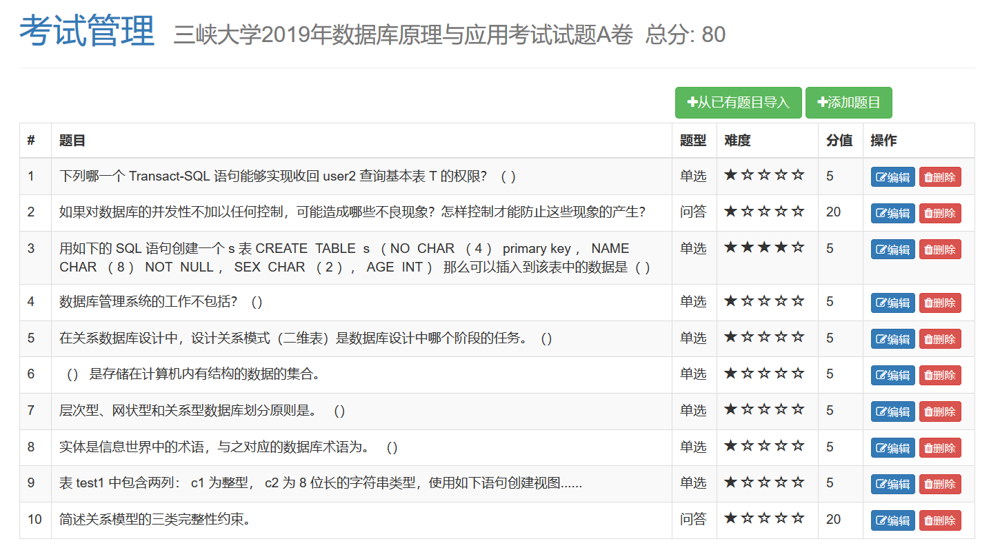 考试管理 三峡大学2019年数据库原理与应用考试试题A卷 总分: 80
从已有题目导入 添加题目
# 题目 题型 难度 分值 操作
1 下列哪一个 Transact-SQL 语句能够实现收回 user2 查询基本表 T 的权限？ （ ） 单选 ★☆☆☆☆ 5 编辑 删除
2 如果对数据库的并发性不加以任何控制，可能造成哪些不良现象？怎样控制才能防止这些现象的产生？ 问答 ★☆☆☆☆ 20 编辑 删除
3 用如下的 SQL 语句创建一个 s 表 CREATE TABLE s （ NO CHAR （ 4 ） primary key ， NAME 单选 ★★★★☆ 5 编辑 删除
CHAR （ 8 ） NOT NULL ， SEX CHAR （ 2 ） ， AGE INT ） 那么可以插入到该表中的数据是（ ）
4 数据库管理系统的工作不包括？ （） 单选 ★☆☆☆☆ 5 编辑 删除
5 在关系数据库设计中，设计关系模式（二维表）是数据库设计中哪个阶段的任务。（） 单选 ★☆☆☆☆ 5 编辑 删除
6 （） 是存储在计算机内有结构的数据的集合。 单选 ★☆☆☆☆ 5 编辑 删除
7 层次型、网状型和关系型数据库划分原则是。 （） 单选 ★☆☆☆☆ 5 编辑 删除
8 实体是信息世界中的术语，与之对应的数据库术语为。 （） 单选 ★☆☆☆☆ 5 编辑 删除
9 表 test1 中包含两列： c1 为整型， c2 为 8 位长的字符串类型，使用如下语句创建视图...... 单选 ★☆☆☆☆ 5 编辑 删除
10 简述关系模型的三类完整性约束。 问答 ★☆☆☆☆ 20 编辑 删除